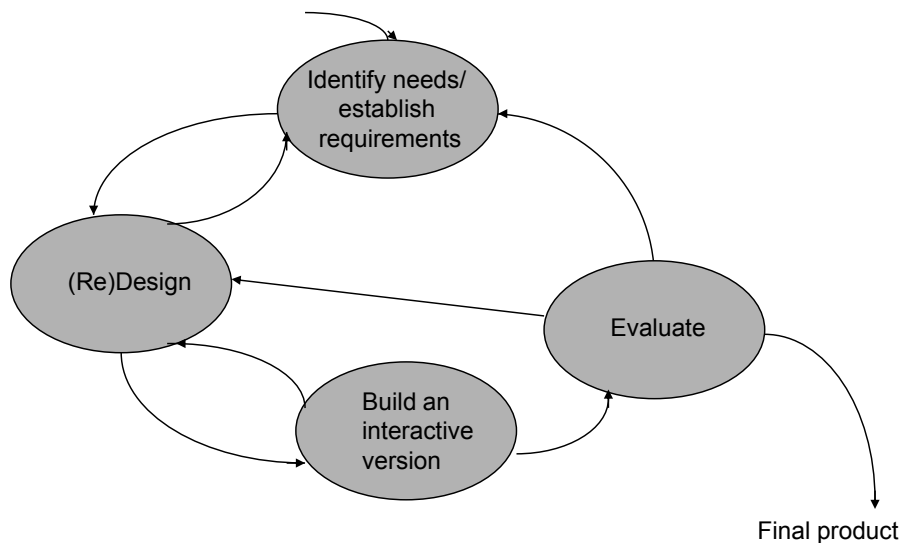 Identify needs/
establish
requirements
(Re)Design
Evaluate
Build an
interactive
version
Final product